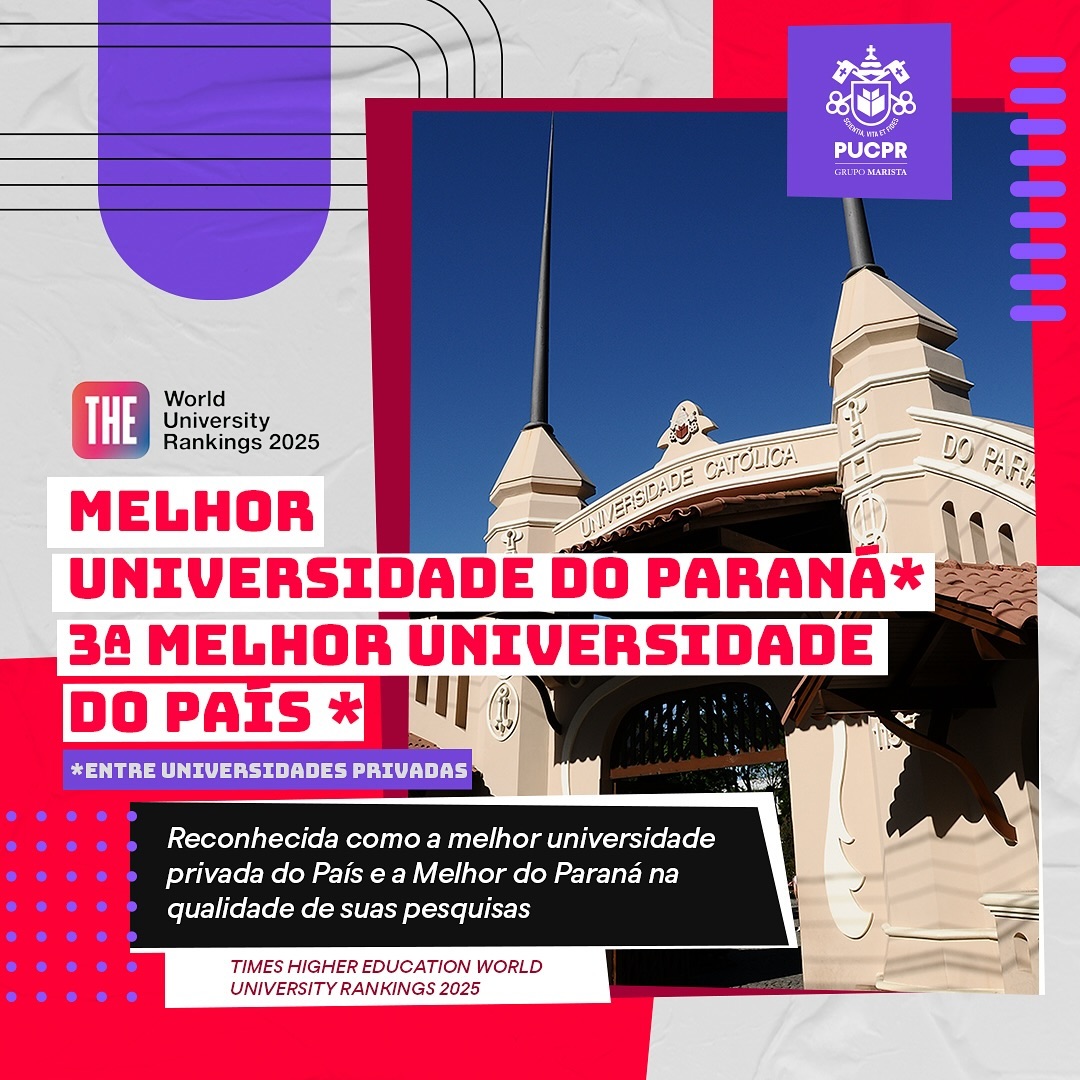 SCIENTIA, VITA ET FIDES
PUCPR
GRUPO MARISTA
UNIVERSIDADE CATÓLICA
DO PARA
THE
World
University
Rankings 2025
MELHOR
UNIVERSIDADE DO PARANÁ*
3ª MELHOR UNIVERSIDADE
DO PAÍS *
*ENTRE UNIVERSIDADES PRIVADAS
Reconhecida como a melhor universidade
privada do País e a Melhor do Paraná na
qualidade de suas pesquisas
TIMES HIGHER EDUCATION WORLD
UNIVERSITY RANKINGS 2025